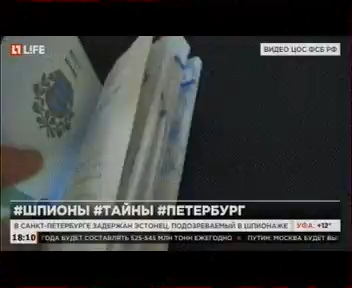 LIFE
ВИДЕО ЦОС ФСБ РФ
#ШПИОНЫ #ТАЙНЫ #ПЕТЕРБУРГ
В САНКТ-ПЕТЕРБУРГЕ ЗАДЕРЖАН ЭСТОНЕЦ, ПОДОЗРЕВАЕМЫЙ В ШПИОНАЖЕ
УФА: +12°
18:10
ГОДА БУДЕТ СОСТАВЛЯТЬ 525-545 МЛН ТОНН ЕЖЕГОДНО • ПУТИН: МОСКВА БУДЕТ ВЫ